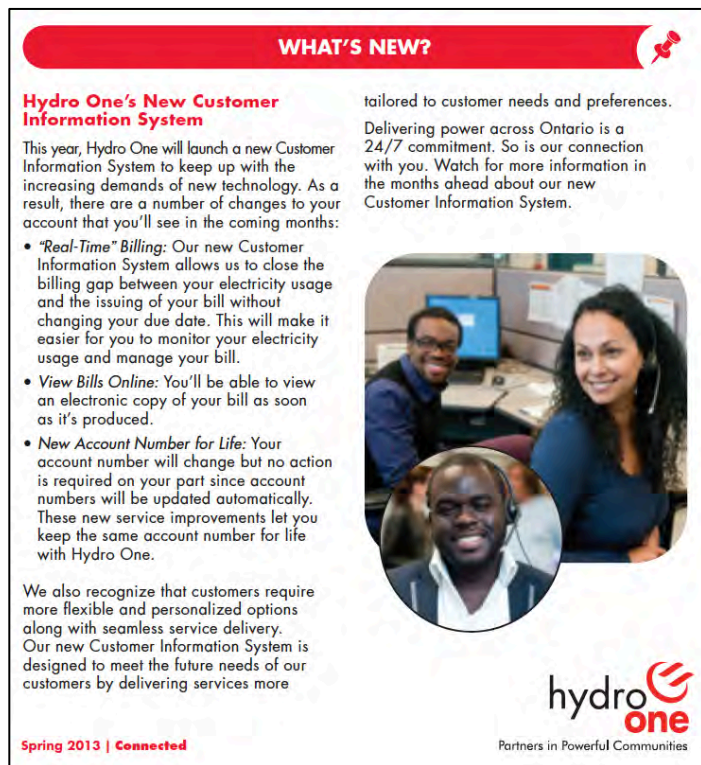 WHAT'S NEW?
Hydro One's New Customer
Information System
This year, Hydro One will launch a new Customer
Information System to keep up with the
increasing demands of new technology. As a
result, there are a number of changes to your
account that you'll see in the coming months:
• "Real-Time" Billing: Our new Customer
Information System allows us to close the
billing gap between your electricity usage
and the issuing of your bill without
changing your due date. This will make it
easier for you to monitor your electricity
usage and manage your bill.
• View Bills Online: You'll be able to view
an electronic copy of your bill as soon
as it's produced.
• New Account Number for Life: Your
account number will change but no action
is required on your part since account
numbers will be updated automatically.
These new service improvements let you
keep the same account number for life
with Hydro One.
We also recognize that customers require
more flexible and personalized options
along with seamless service delivery.
Our new Customer Information System is
designed to meet the future needs of our
customers by delivering services more
tailored to customer needs and preferences.
Delivering power across Ontario is a
24/7 commitment. So is our connection
with you. Watch for more information in
the months ahead about our new
Customer Information System.
hydro
one
Partners in Powerful Communities
Spring 2013 | Connected